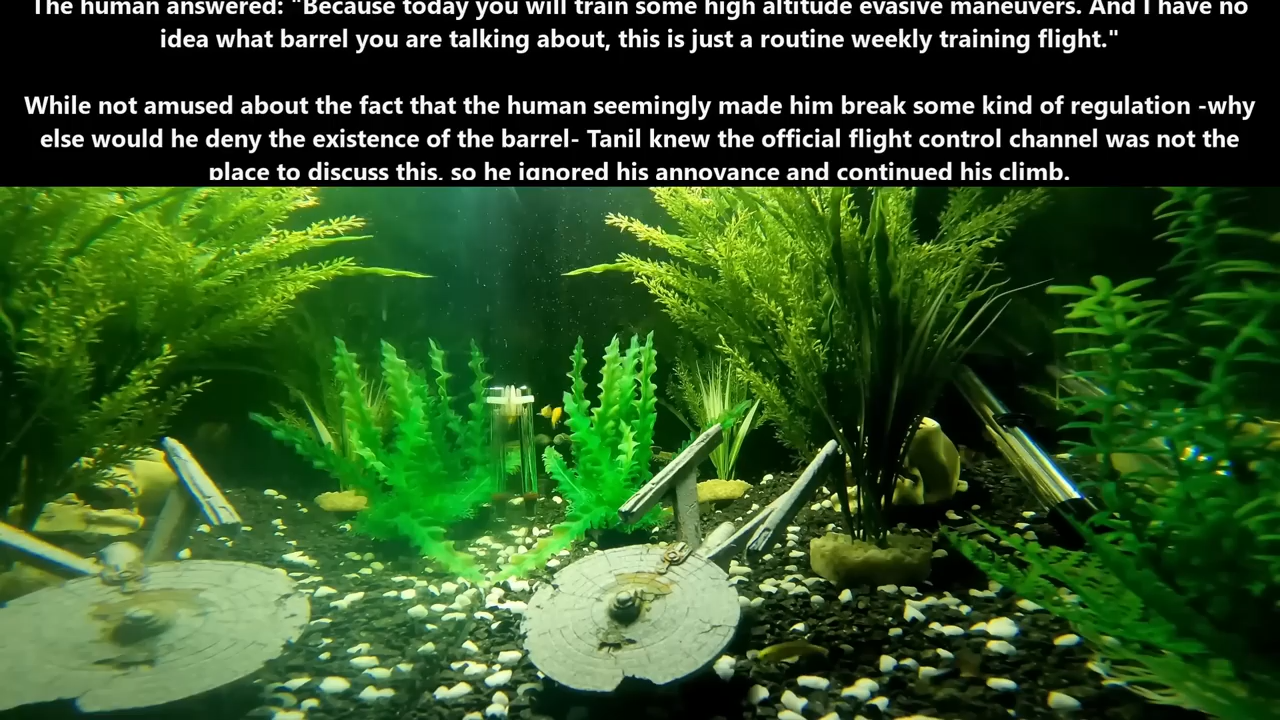 The human answered: "Because today you will train some high altitude evasive maneuvers. And I have no
idea what barrel you are talking about, this is just a routine weekly training flight."
While not amused about the fact that the human seemingly made him break some kind of regulation -why
else would he deny the existence of the barrel- Tanil knew the official flight control channel was not the
place to discuss this, so he ignored his annoyance and continued his climb.